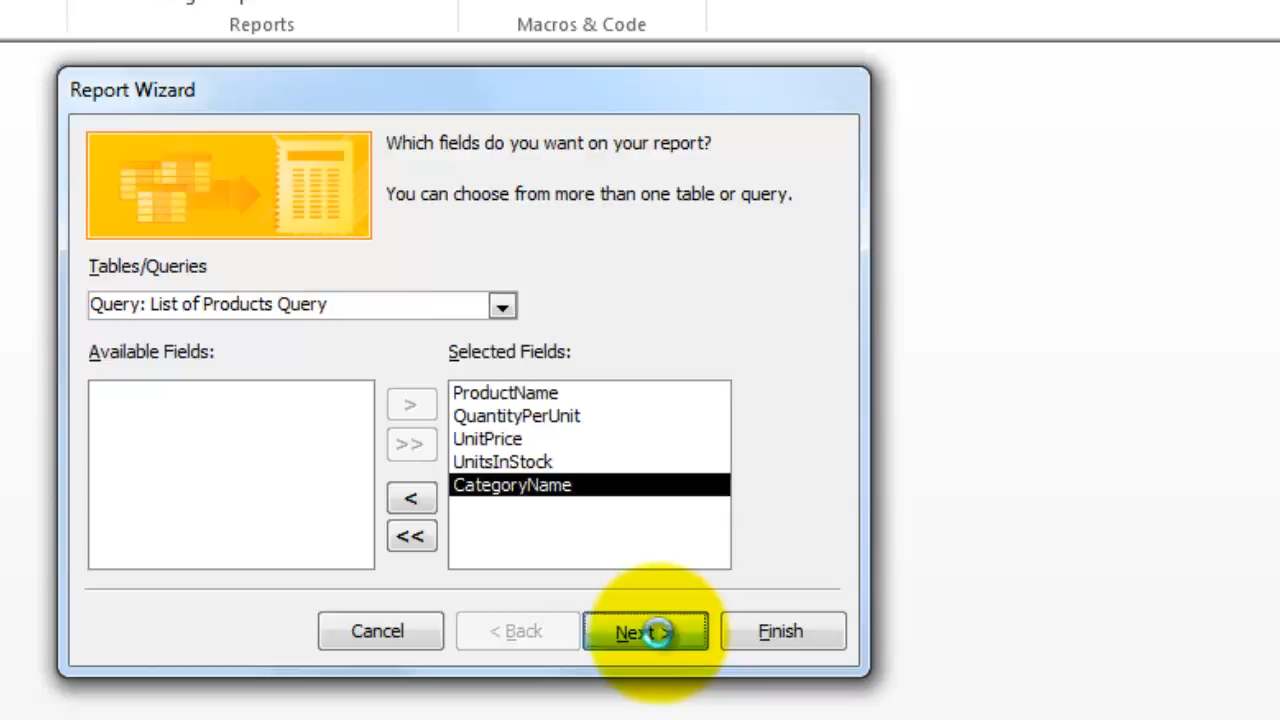 Reports
Macros & Code
Report Wizard
Which fields do you want on your report?
You can choose from more than one table or query.
Tables/Queries
Query: List of Products Query
Available Fields:
Selected Fields:
>
>>
<
<<
ProductName
QuantityPerUnit
UnitPrice
UnitsInStock
CategoryName
Cancel
< Back
Next >
Finish